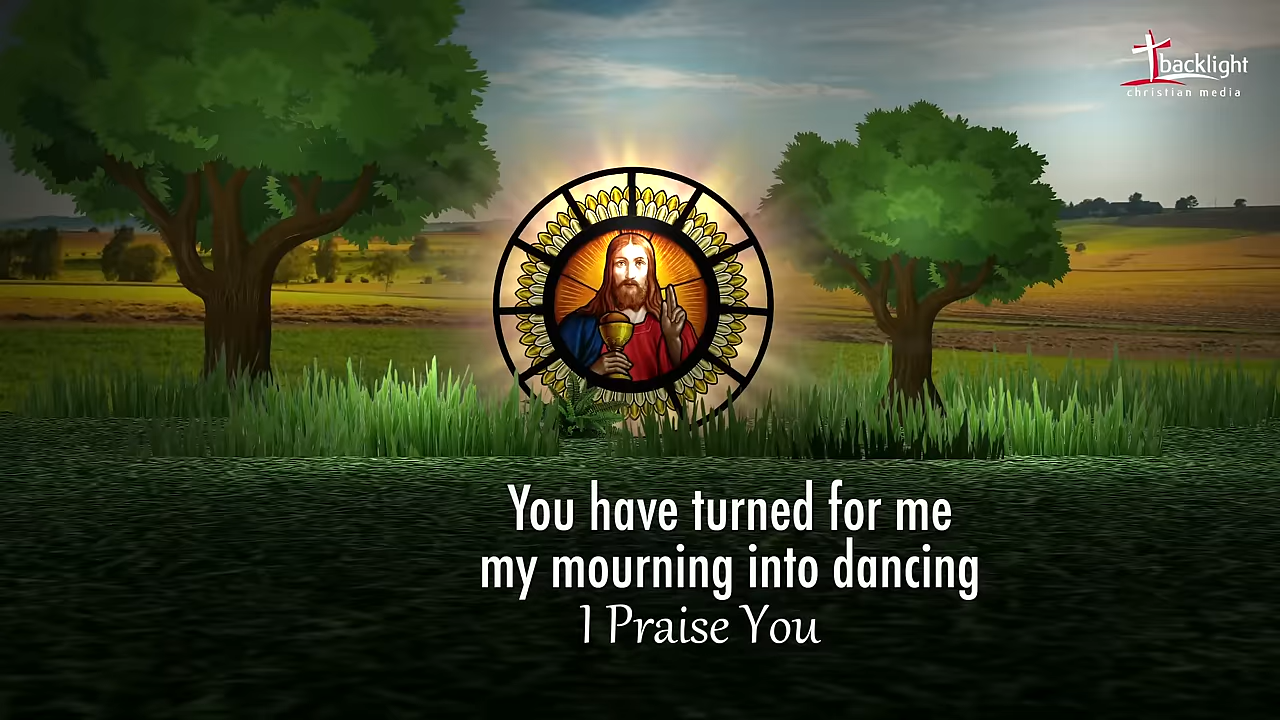 backlight
christian media
You have turned for me
my mourning into dancing
I Praise You